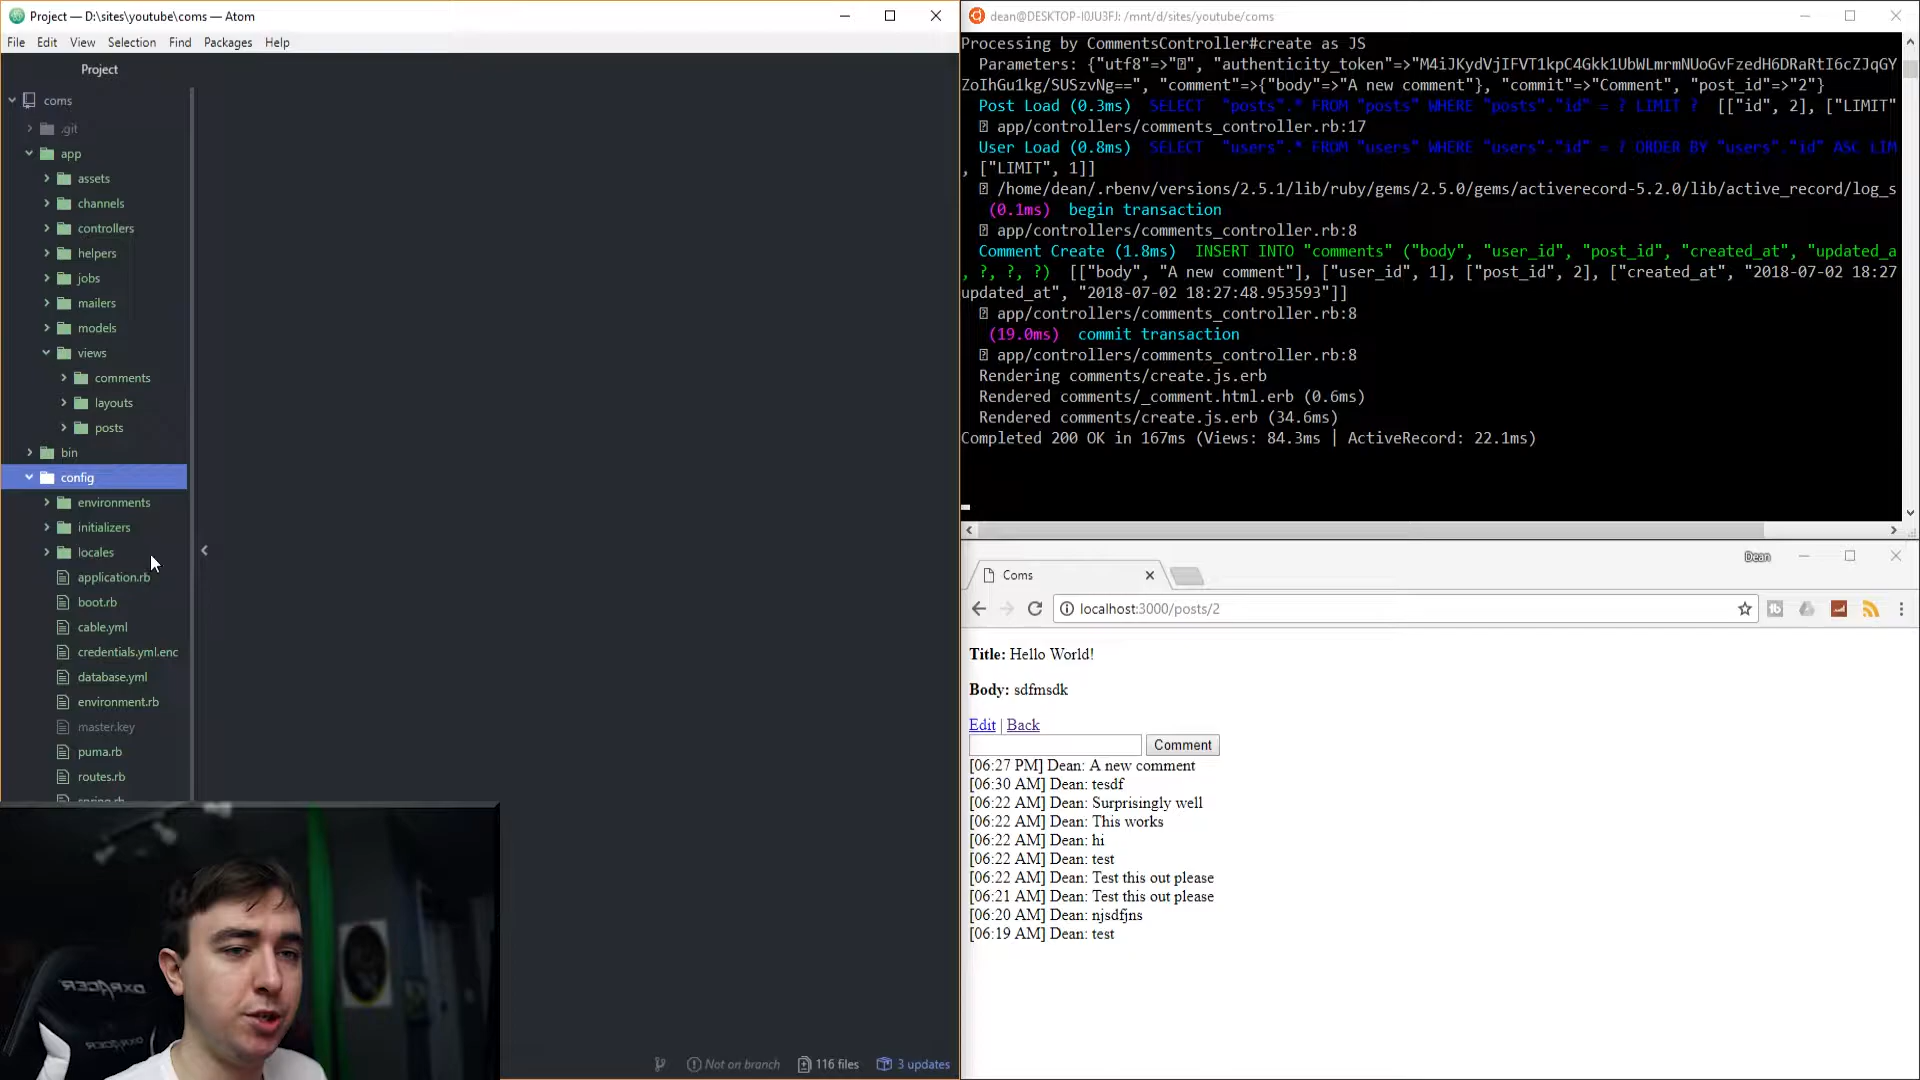 Project — D:\sites\youtube\coms — Atom
File Edit View Selection Find Packages Help
Project
coms
.git
app
assets
channels
controllers
helpers
jobs
mailers
models
views
comments
layouts
posts
bin
config
environments
initializers
locales
application.rb
boot.rb
cable.yml
credentials.yml.enc
database.yml
environment.rb
master.key
puma.rb
routes.rb
spring.rb
Not on branch 116 files 3 updates
dean@DESKTOP-I0JU3FJ: /mnt/d/sites/youtube/coms
Processing by CommentsController#create as JS
Parameters: {"utf8"=>"", "authenticity_token"=>"M4iJKydVjIFVT1kpC4Gkk1UbWLmrmNUoGvFzedH6DRaRtI6cZJqGY
ZoIhGu1kg/SUSzvNg==", "comment"=>{"body"=>"A new comment"}, "commit"=>"Comment", "post_id"=>"2"}
Post Load (0.3ms) SELECT "posts".* FROM "posts" WHERE "posts"."id" = ? LIMIT ? [["id", 2], ["LIMIT"
app/controllers/comments_controller.rb:17
User Load (0.8ms) SELECT "users".* FROM "users" WHERE "users"."id" = ? ORDER BY "users"."id" ASC LIM
, ["LIMIT", 1]]
/home/dean/.rbenv/versions/2.5.1/lib/ruby/gems/2.5.0/gems/activerecord-5.2.0/lib/active_record/log_s
(0.1ms) begin transaction
app/controllers/comments_controller.rb:8
Comment Create (1.8ms) INSERT INTO "comments" ("body", "user_id", "post_id", "created_at", "updated_a
, ?, ?, ?) [["body", "A new comment"], ["user_id", 1], ["post_id", 2], ["created_at", "2018-07-02 18:27
updated_at", "2018-07-02 18:27:48.953593"]]
app/controllers/comments_controller.rb:8
(19.0ms) commit transaction
app/controllers/comments_controller.rb:8
Rendering comments/create.js.erb
Rendered comments/_comment.html.erb (0.6ms)
Rendered comments/create.js.erb (34.6ms)
Completed 200 OK in 167ms (Views: 84.3ms | ActiveRecord: 22.1ms)
Dean
Coms
localhost:3000/posts/2
Title: Hello World!
Body: sdfmsdk
Edit | Back
Comment
[06:27 PM] Dean: A new comment
[06:30 AM] Dean: tesdf
[06:22 AM] Dean: Surprisingly well
[06:22 AM] Dean: This works
[06:22 AM] Dean: hi
[06:22 AM] Dean: test
[06:22 AM] Dean: Test this out please
[06:21 AM] Dean: Test this out please
[06:20 AM] Dean: njsdfjns
[06:19 AM] Dean: test